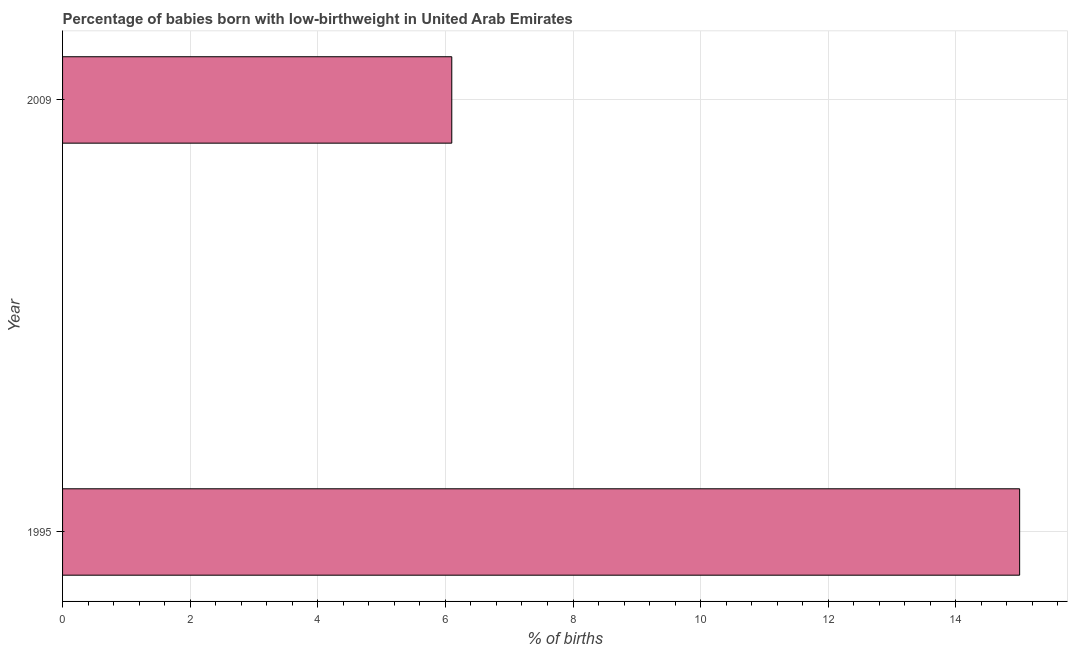 Percentage of babies born with low-birthweight in United Arab Emirates
2009
Year
1995
0 2 4 6 8 10 12 14
% of births